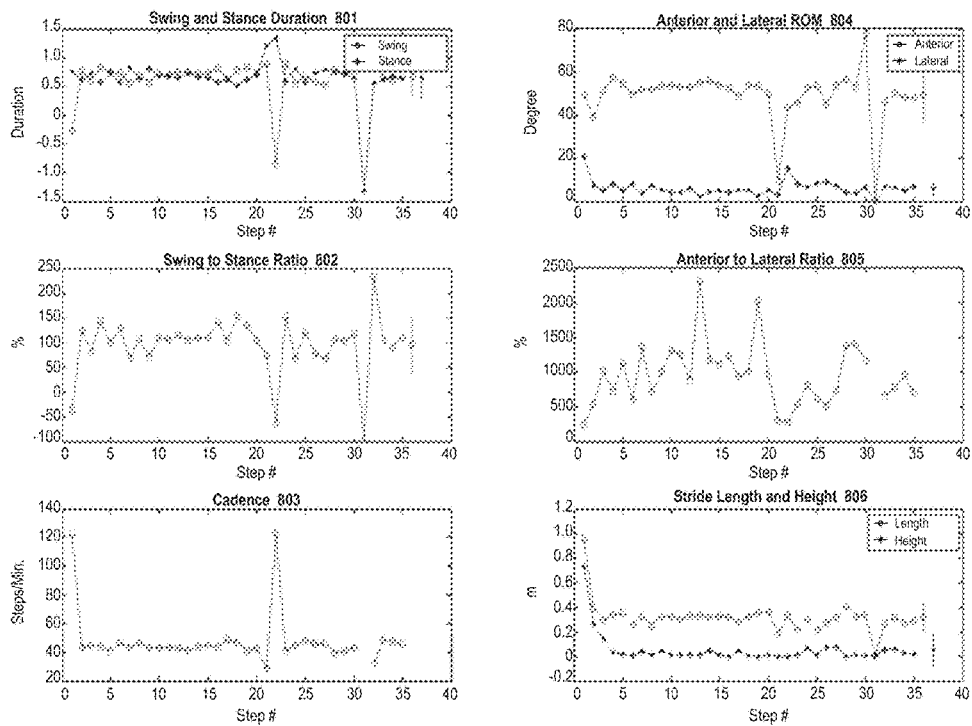 Swing and Stance Duration 801
1.5
1.0
0.5
0
-0.5
-1.0
-1.5
Duration
Swing
Stance
0 5 10 15 20 25 30 35 40
Step #
Anterior and Lateral ROM 804
80
60
40
20
0
Degree
Anterior
Lateral
0 5 10 15 20 25 30 35 40
Step #
Swing to Stance Ratio 802
250
200
150
100
50
0
-50
-100
%
0 5 10 15 20 25 30 35 40
Step #
Anterior to Lateral Ratio 805
2500
2000
1500
1000
500
0
%
0 5 10 15 20 25 30 35 40
Step #
Cadence 803
140
120
100
80
60
40
20
Steps/Min.
0 5 10 15 20 25 30 35 40
Step #
Stride Length and Height 806
1.2
1.0
0.8
0.6
0.4
0.2
0
-0.2
m
Length
Height
0 5 10 15 20 25 30 35 40
Step #